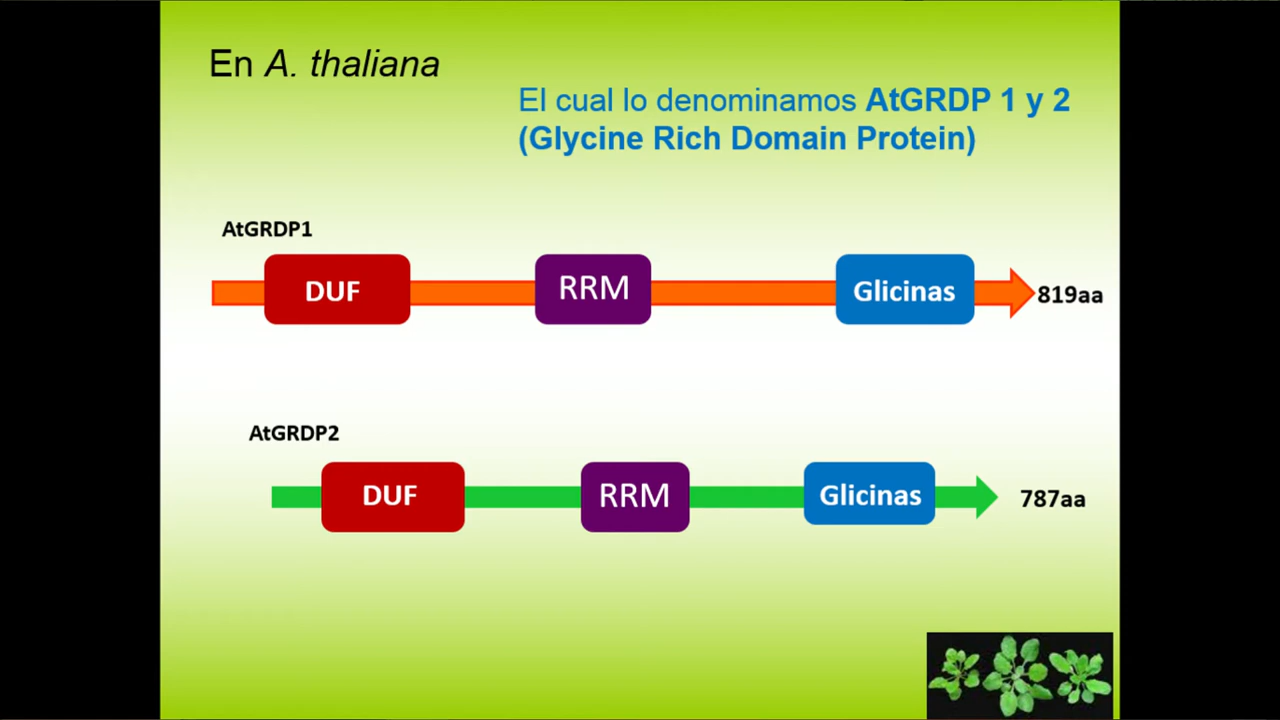 En A. thaliana
El cual lo denominamos AtGRDP 1 y 2
(Glycine Rich Domain Protein)
AtGRDP1
DUF RRM Glicinas 819aa
AtGRDP2
DUF RRM Glicinas 787aa